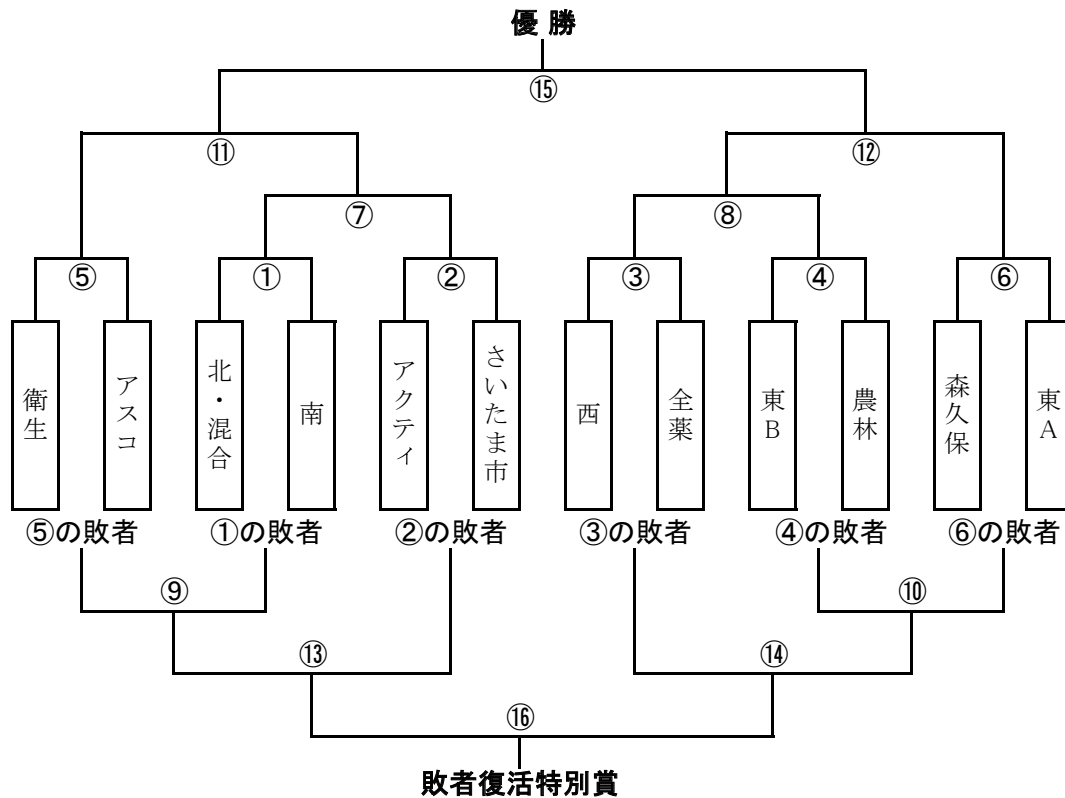 優 勝
⑮
⑪
⑫
⑦
⑧
⑤
①
②
③
④
⑥
衛生
アスコ
北・混合
南
アクティ
さいたま市
西
全薬
東B
農林
森久保
東A
⑤の敗者
①の敗者
②の敗者
③の敗者
④の敗者
⑥の敗者
⑨
⑩
⑬
⑭
⑯
敗者復活特別賞